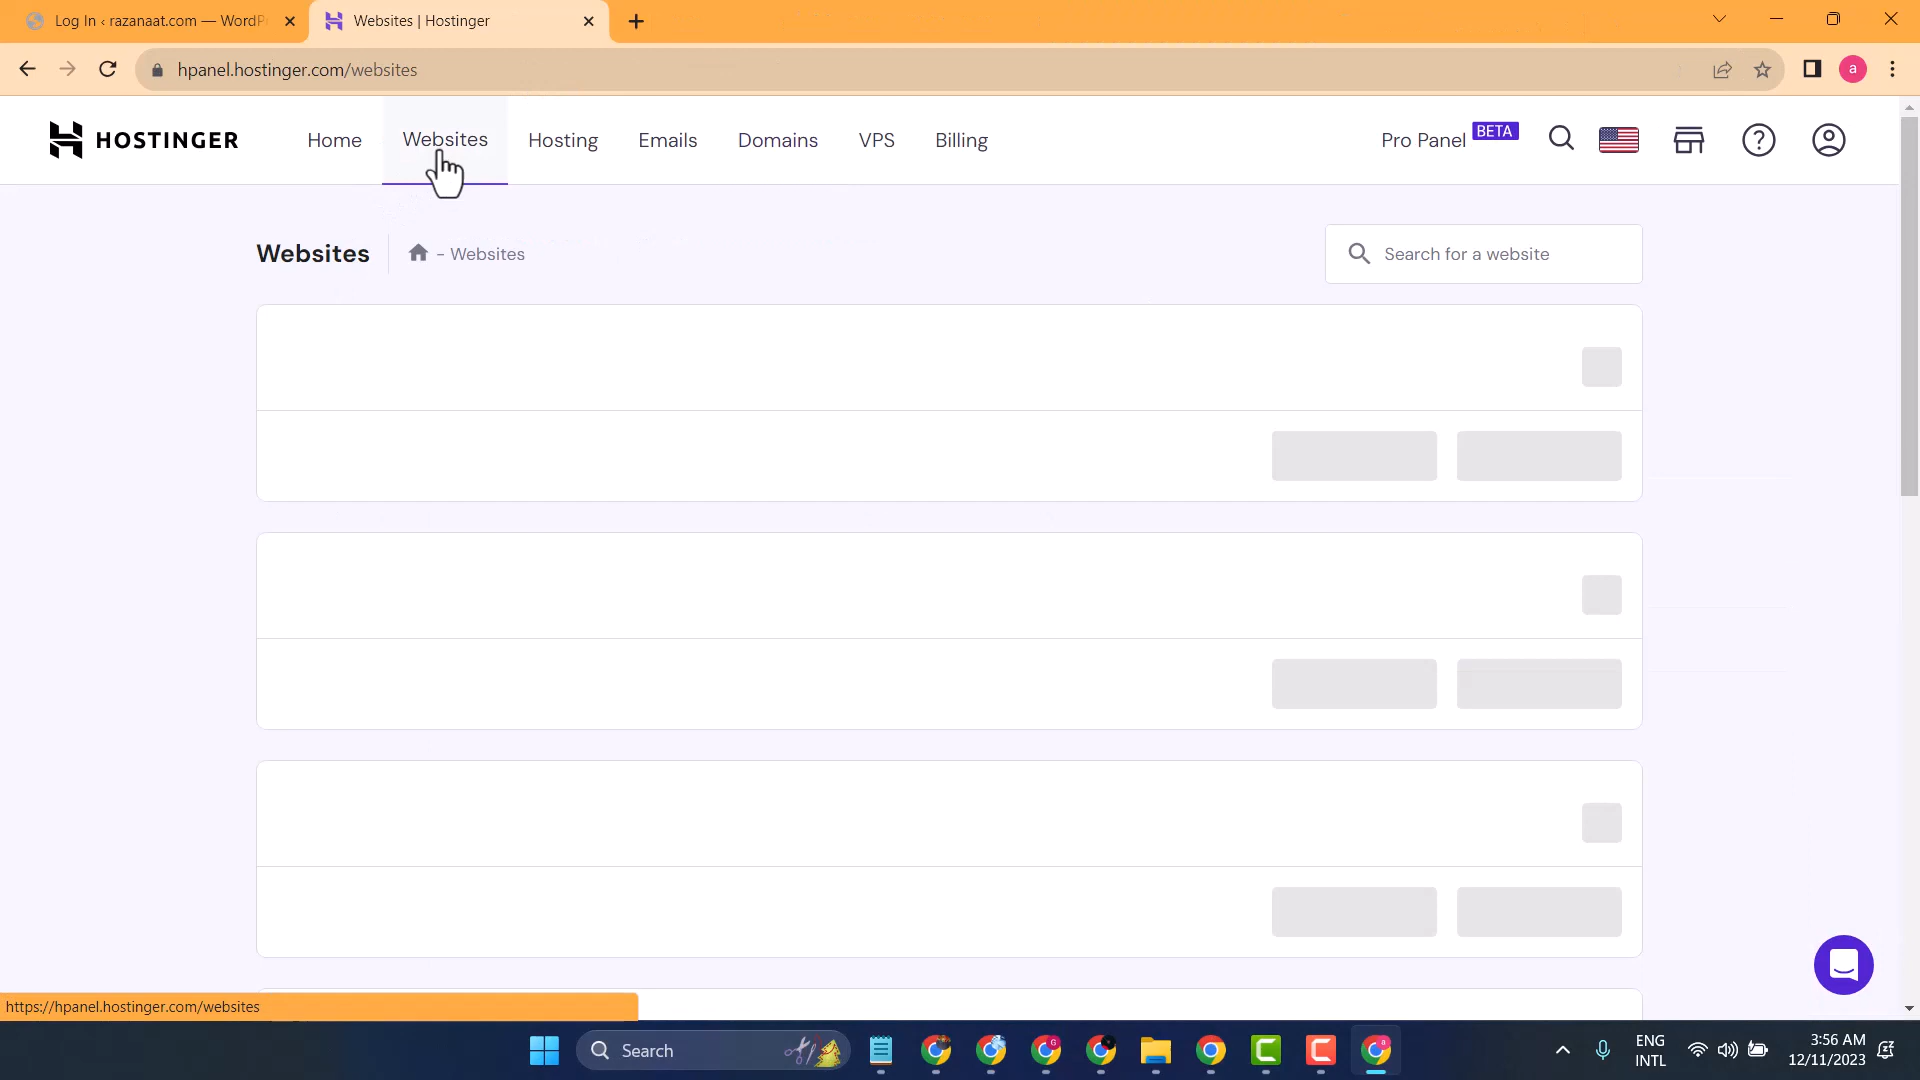 Log In ‹ razanaat.com — WordP
Websites | Hostinger
hpanel.hostinger.com/websites
HOSTINGER
Home
Websites
Hosting
Emails
Domains
VPS
Billing
Pro Panel
BETA
Websites
- Websites
Search for a website
https://hpanel.hostinger.com/websites
Search
ENG
INTL
3:56 AM
12/11/2023